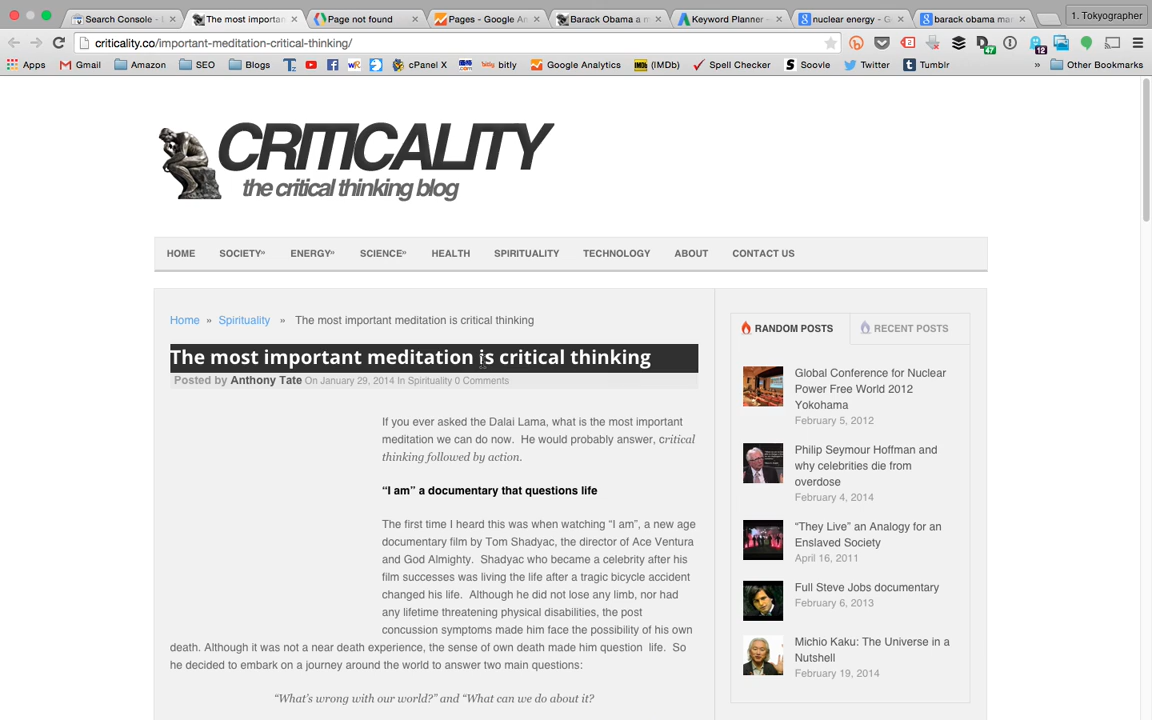 Search Console - L
The most importan
Page not found
Pages - Google An
Barack Obama a m
Keyword Planner –
nuclear energy - G
barack obama mar
1. Tokyographer
criticality.co/important-meditation-critical-thinking/
47
2
12
Apps Gmail Amazon SEO Blogs cPanel X bitly Google Analytics IMDb (IMDb) Spell Checker Soovle Twitter Tumblr » Other Bookmarks
CRITICALITY
the critical thinking blog
HOME SOCIETY» ENERGY» SCIENCE» HEALTH SPIRITUALITY TECHNOLOGY ABOUT CONTACT US
Home » Spirituality » The most important meditation is critical thinking
The most important meditation is critical thinking
Posted by Anthony Tate On January 29, 2014 In Spirituality 0 Comments
If you ever asked the Dalai Lama, what is the most important
meditation we can do now. He would probably answer, critical
thinking followed by action.
“I am” a documentary that questions life
The first time I heard this was when watching “I am”, a new age
documentary film by Tom Shadyac, the director of Ace Ventura
and God Almighty. Shadyac who became a celebrity after his
film successes was living the life after a tragic bicycle accident
changed his life. Although he did not lose any limb, nor had
any lifetime threatening physical disabilities, the post
concussion symptoms made him face the possibility of his own
death. Although it was not a near death experience, the sense of own death made him question life. So
he decided to embark on a journey around the world to answer two main questions:
“What’s wrong with our world?” and “What can we do about it?
RANDOM POSTS
RECENT POSTS
Global Conference for Nuclear
Power Free World 2012
Yokohama
February 5, 2012
Philip Seymour Hoffman and
why celebrities die from
overdose
February 4, 2014
“They Live” an Analogy for an
Enslaved Society
April 16, 2011
Full Steve Jobs documentary
February 6, 2013
Michio Kaku: The Universe in a
Nutshell
February 19, 2014